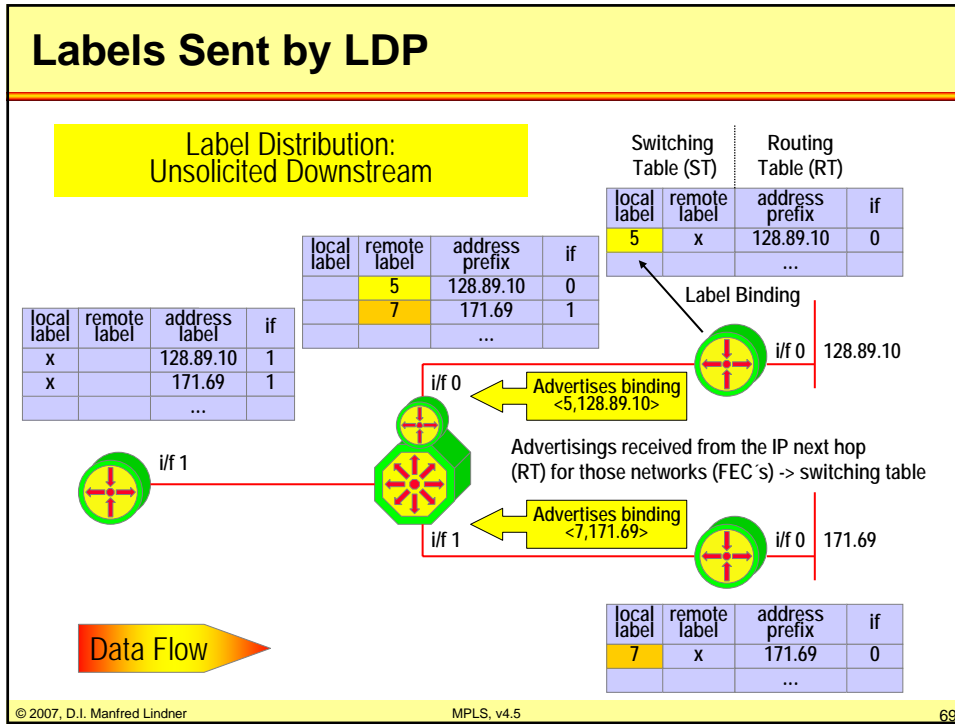 Labels Sent by LDP
Label Distribution:
Unsolicited Downstream
Switching
Table (ST)
Routing
Table (RT)
local
label
remote
label
address
prefix
if
5 x 128.89.10 0
...
Label Binding
local
label
remote
label
address
prefix
if
5 128.89.10 0
7 171.69 1
...
local
label
remote
label
address
label
if
x 128.89.10 1
x 171.69 1
...
i/f 0 128.89.10
i/f 0
Advertises binding
<5,128.89.10>
Advertisings received from the IP next hop
(RT) for those networks (FEC´s) -> switching table
i/f 1
Advertises binding
<7,171.69>
i/f 1
i/f 0 171.69
local
label
remote
label
address
prefix
if
7 x 171.69 0
...
Data Flow
© 2007, D.I. Manfred Lindner
MPLS, v4.5
69